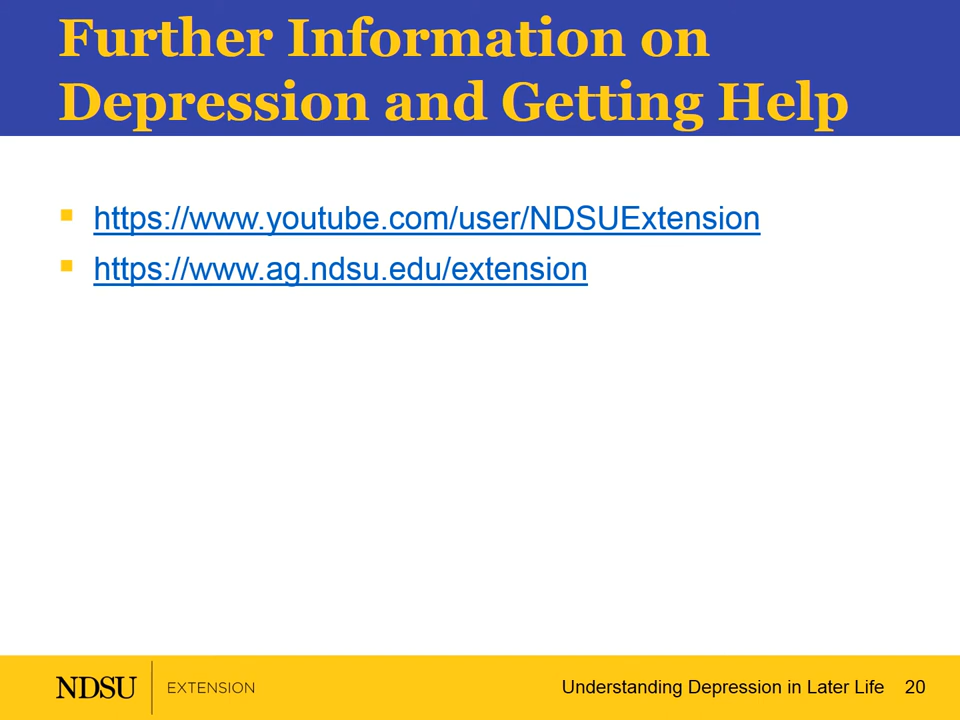 Further Information on
Depression and Getting Help
https://www.youtube.com/user/NDSUExtension
https://www.ag.ndsu.edu/extension
NDSU EXTENSION
Understanding Depression in Later Life 20